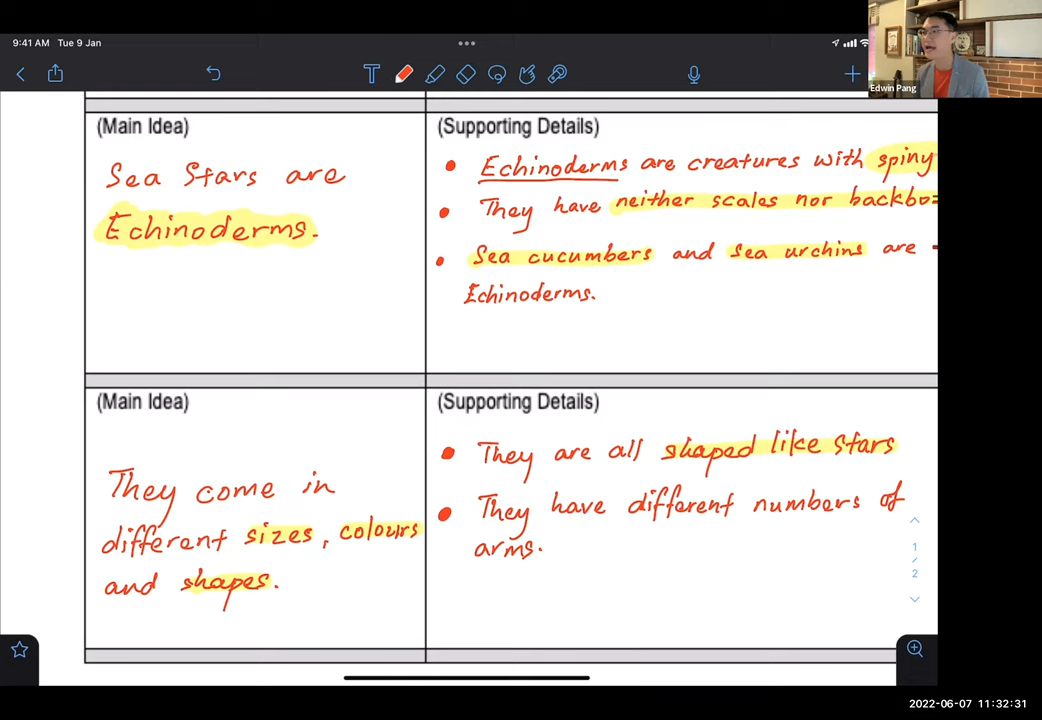 9:41 AM Tue 9 Jan
Edwin Pang
(Main Idea)
Sea Stars are
Echinoderms.
(Supporting Details)
Echinoderms are creatures with spiny
They have neither scales nor
Sea cucumbers and Sea urchins are
Echinoderms.
(Main Idea)
They come in
different sizes, colours
and shapes.
(Supporting Details)
They are all shaped like stars
They have different numbers of
arms.
1
/
2
2022-06-07 11:32:31